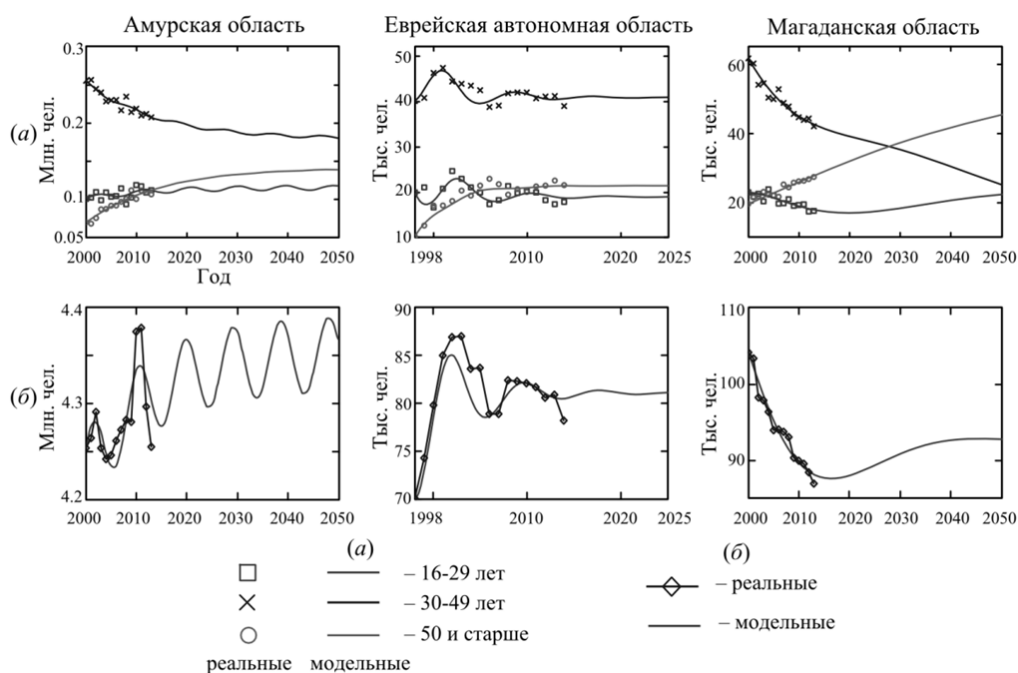 Амурская область
Еврейская автономная область
Магаданская область
(а)
Млн. чел.
0.3
0.2
0.1
0.05
2000 2010 2020 2030 2040 2050
Год
Тыс. чел.
50
40
30
20
10
1998 2010 2020 2025
Тыс. чел.
60
40
20
2000 2010 2020 2030 2040 2050
(б)
Млн. чел.
4.4
4.3
4.2
2000 2010 2020 2030 2040 2050
Тыс. чел.
90
85
80
75
70
1998 2010 2020 2025
Тыс. чел.
110
100
90
2000 2010 2020 2030 2040 2050
(а)
– 16-29 лет
– 30-49 лет
– 50 и старше
реальные модельные
(б)
– реальные
– модельные